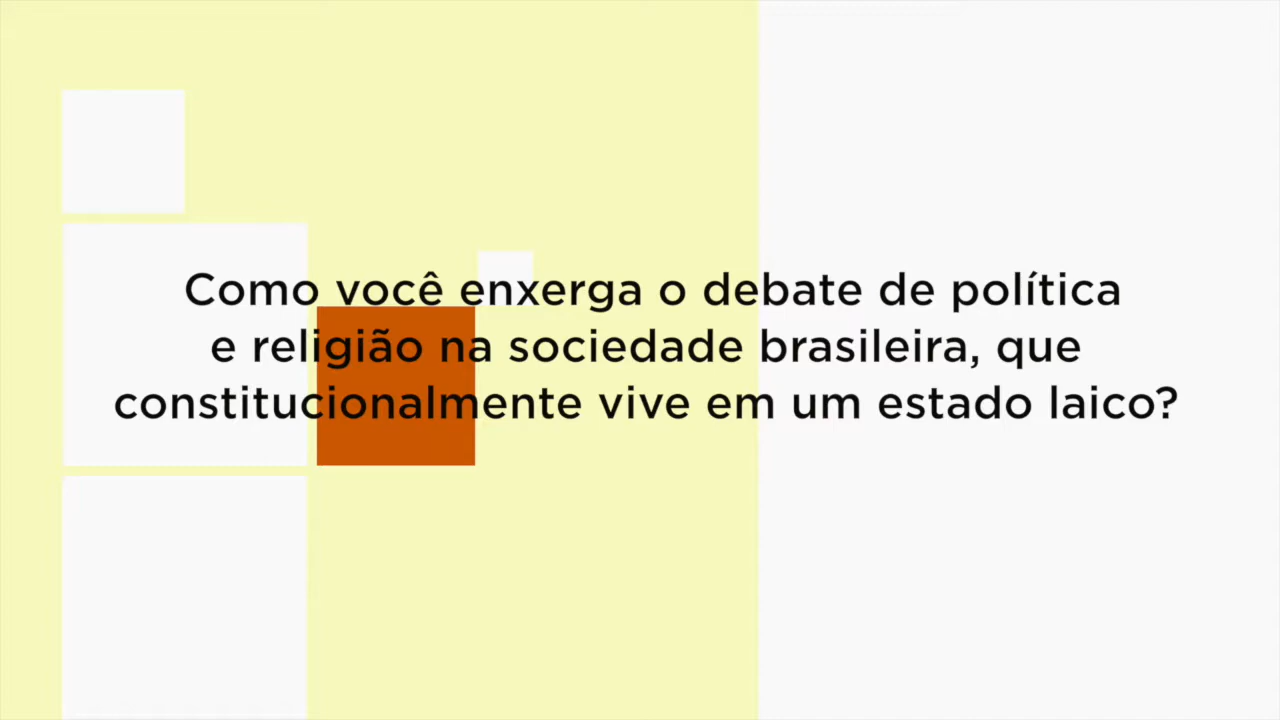 Como você enxerga o debate de política
e religião na sociedade brasileira, que
constitucionalmente vive em um estado laico?